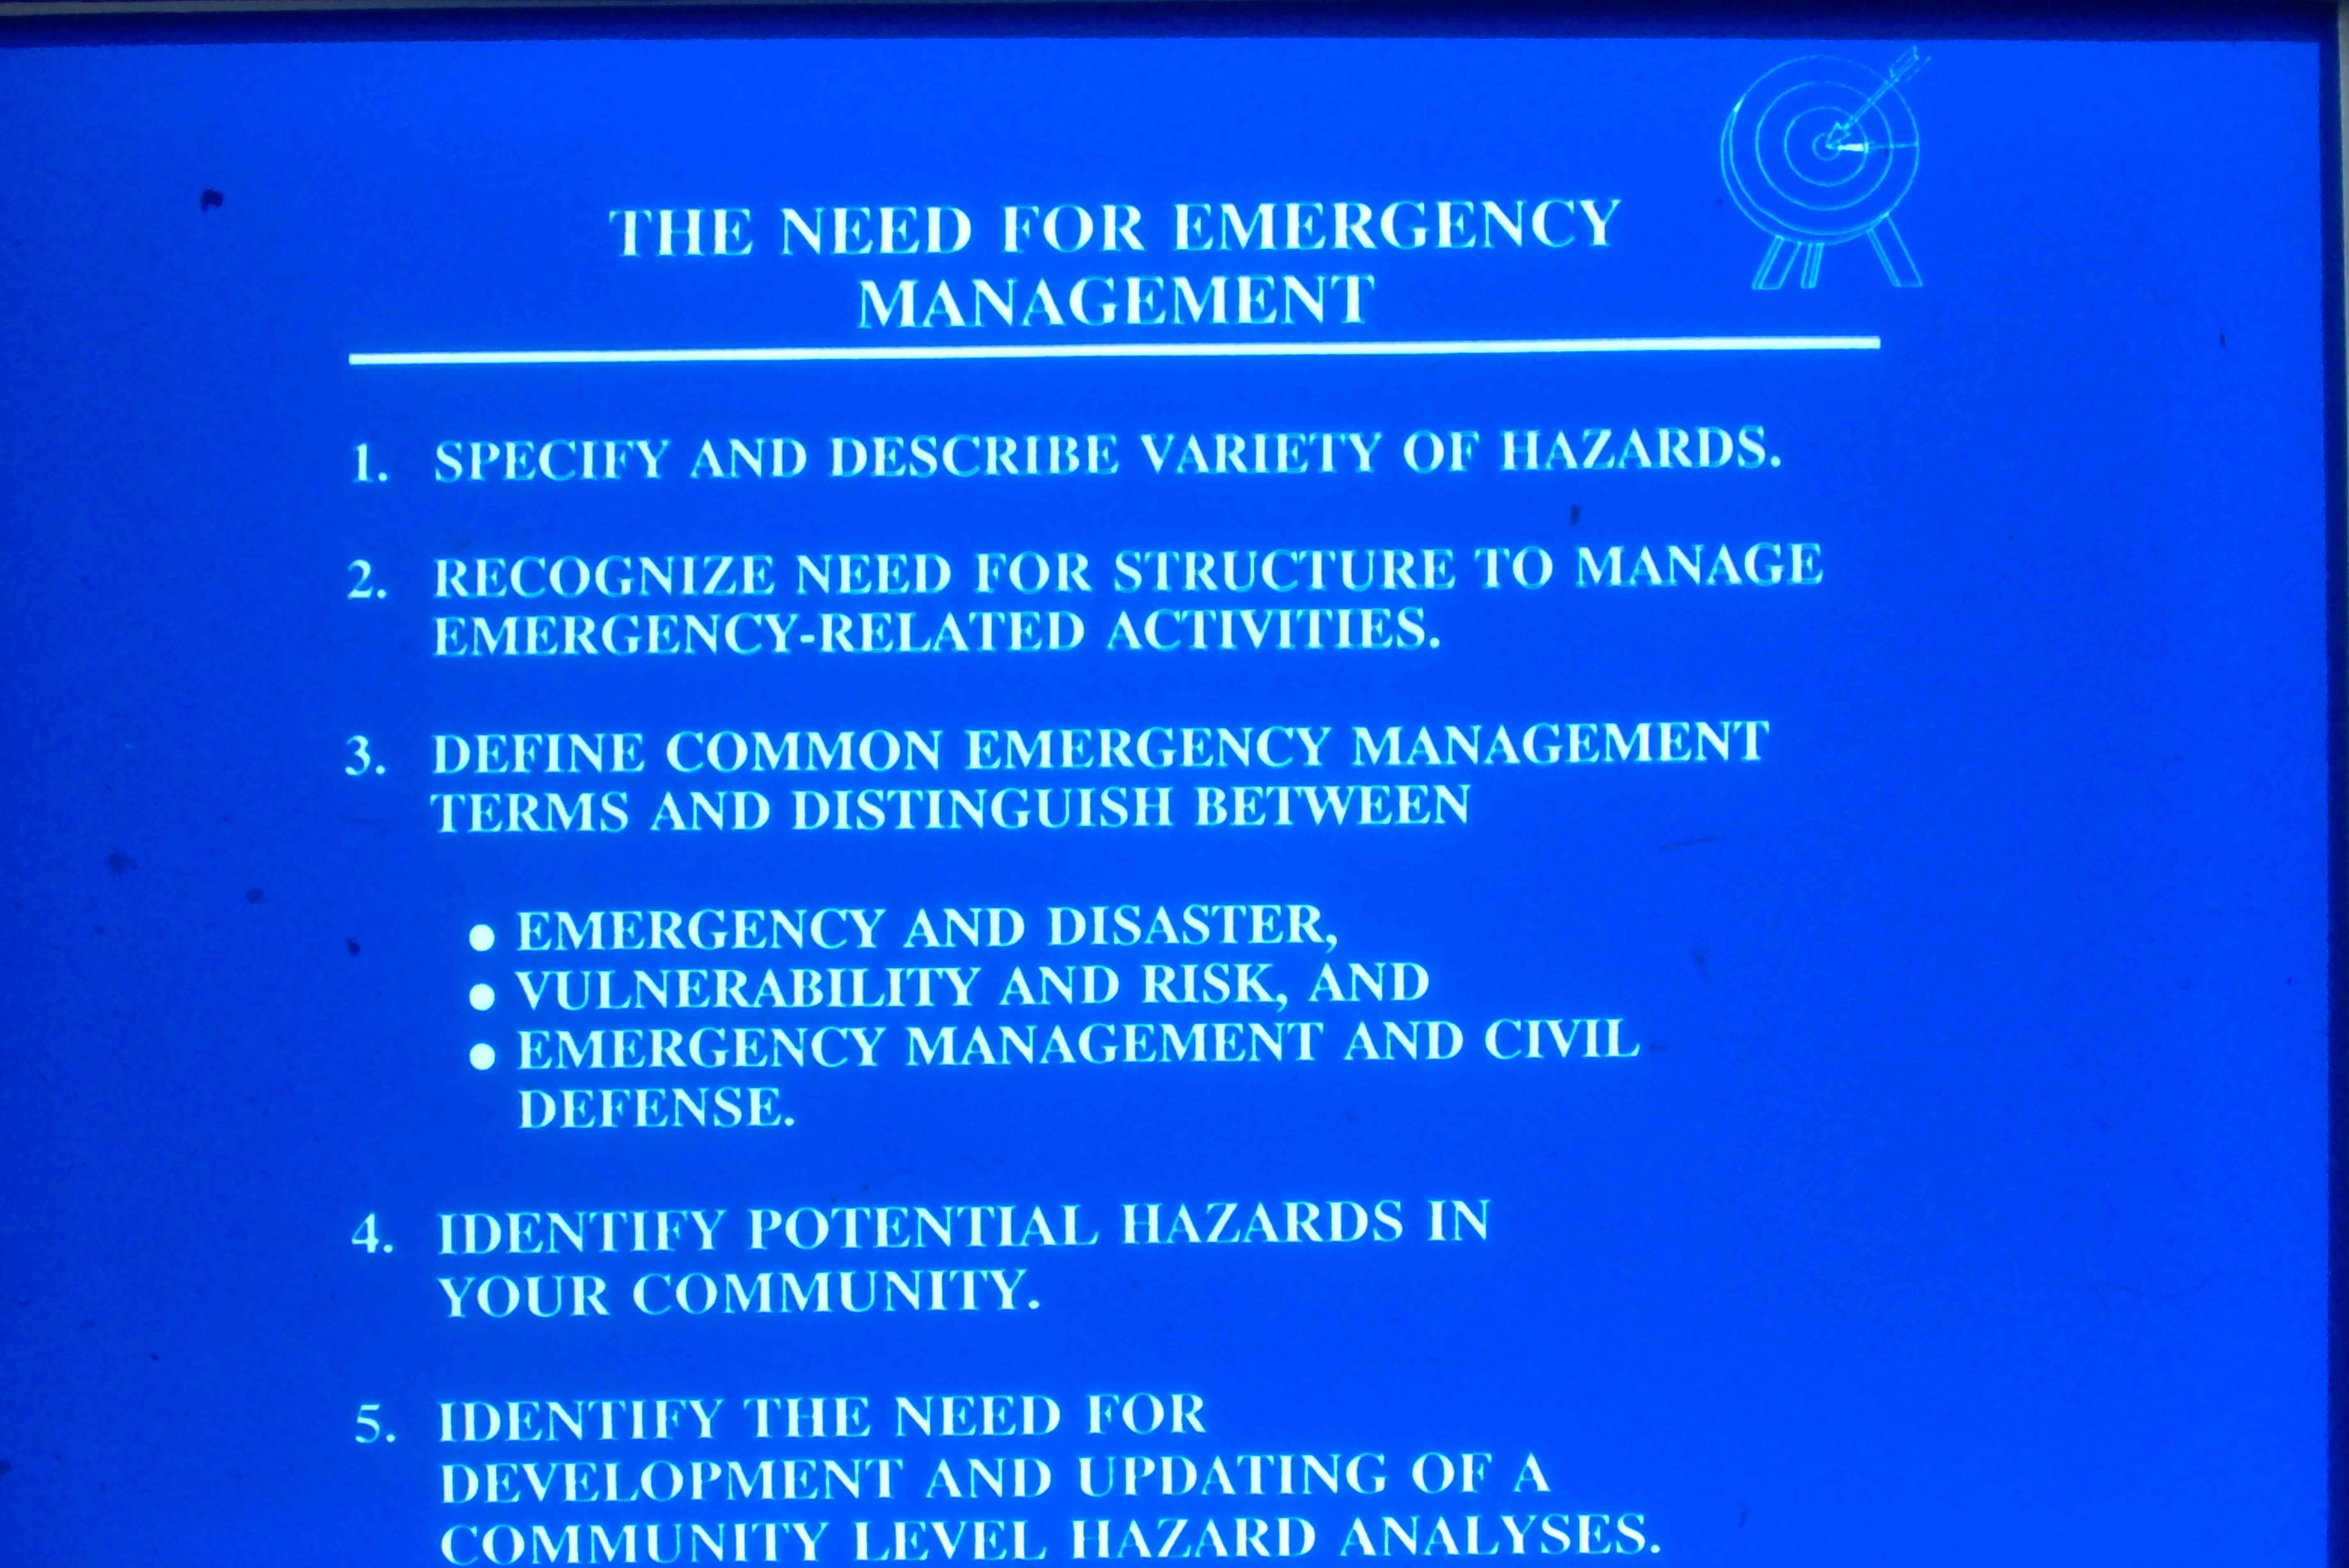 THE NEED FOR EMERGENCY
MANAGEMENT
1. SPECIFY AND DESCRIBE VARIETY OF HAZARDS.
2. RECOGNIZE NEED FOR STRUCTURE TO MANAGE
EMERGENCY-RELATED ACTIVITIES.
3. DEFINE COMMON EMERGENCY MANAGEMENT
TERMS AND DISTINGUISH BETWEEN
● EMERGENCY AND DISASTER,
● VULNERABILITY AND RISK, AND
● EMERGENCY MANAGEMENT AND CIVIL
DEFENSE.
4. IDENTIFY POTENTIAL HAZARDS IN
YOUR COMMUNITY.
5. IDENTIFY THE NEED FOR
DEVELOPMENT AND UPDATING OF A
COMMUNITY LEVEL HAZARD ANALYSES.